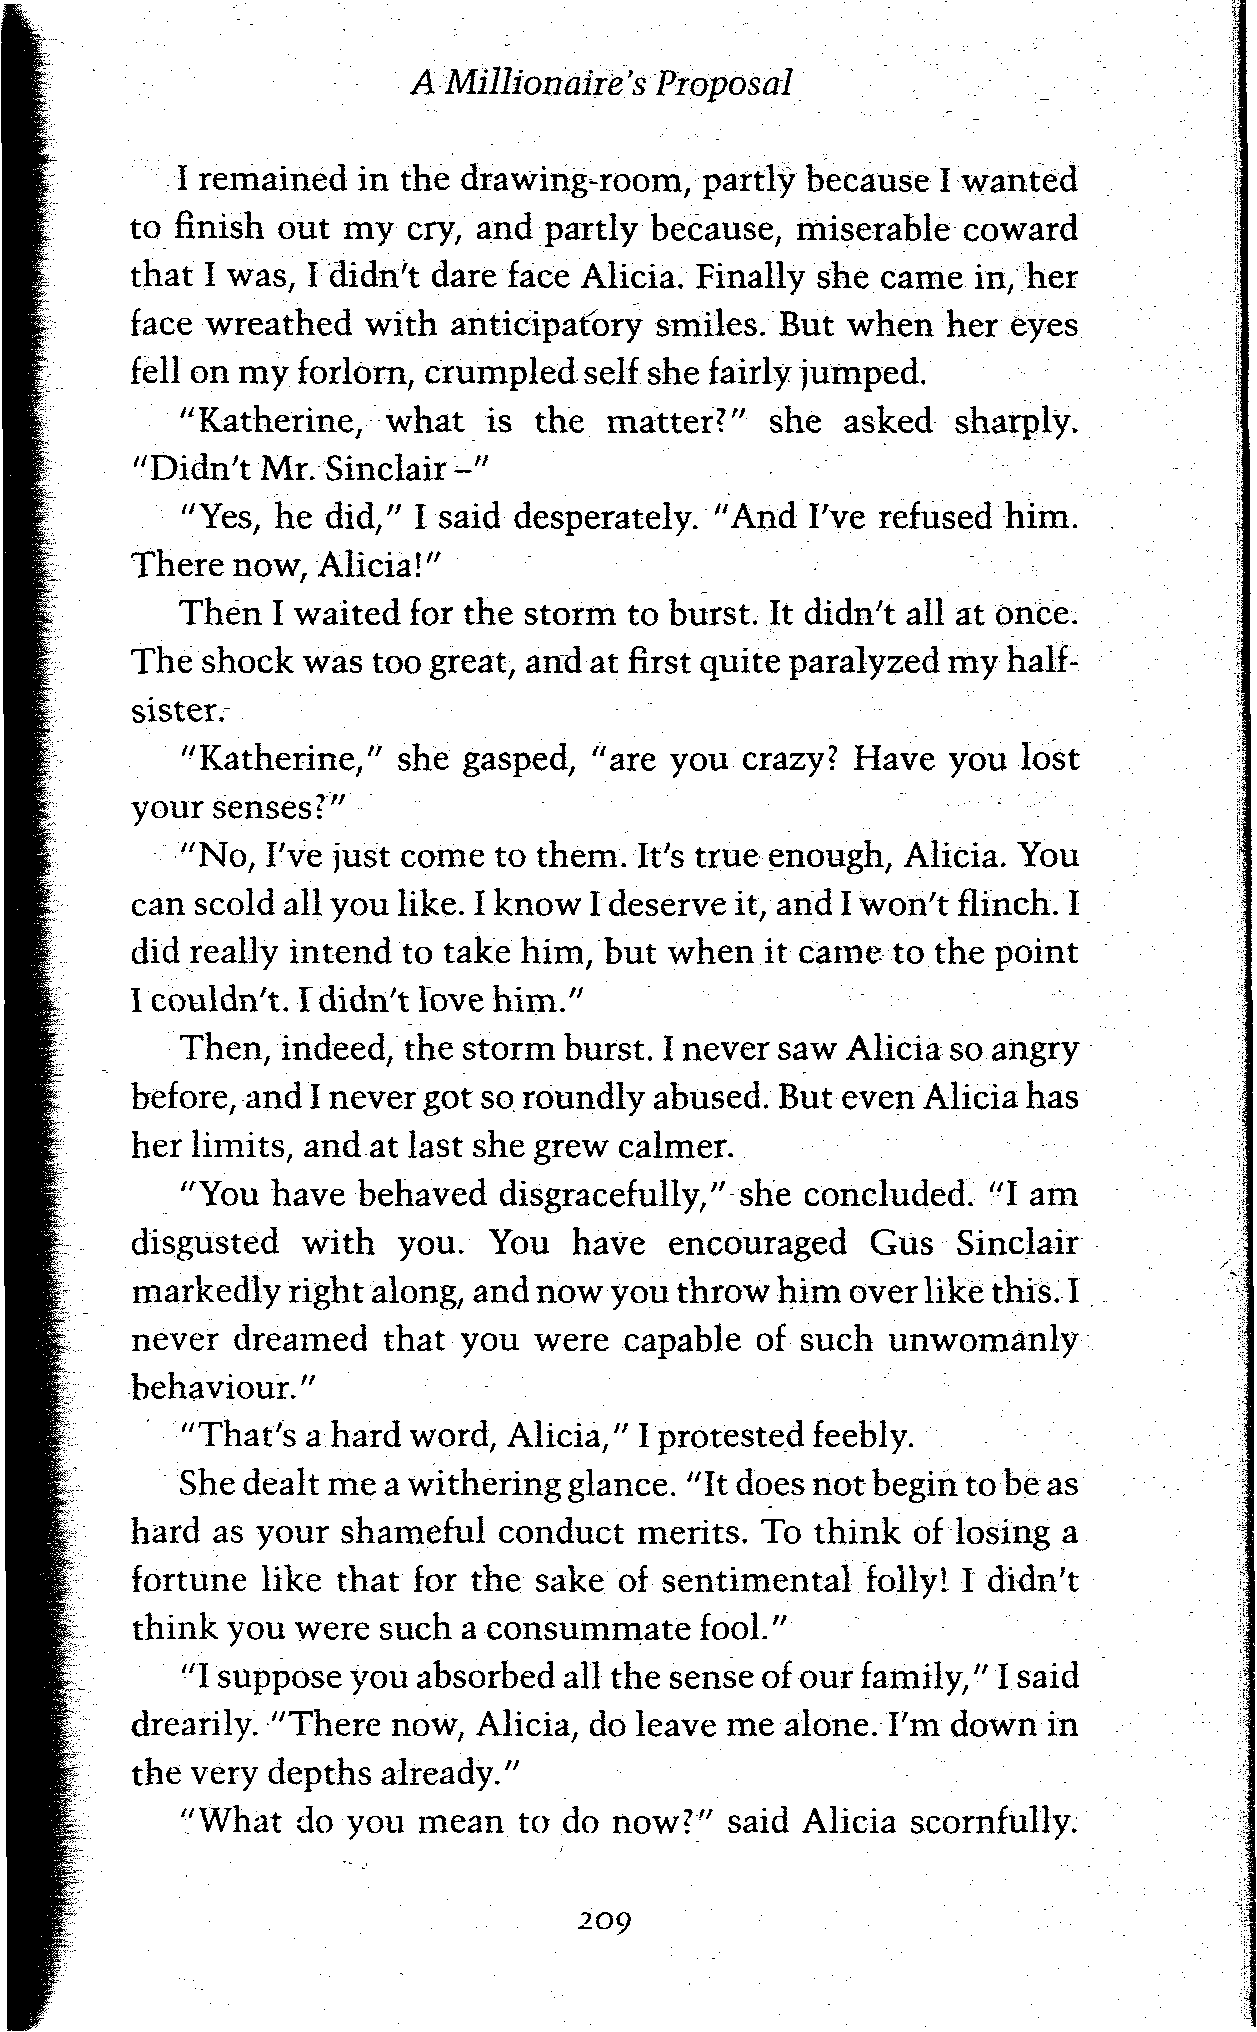 A Millionaire's Proposal
I remained in the drawing-room, partly because I wanted
to finish out my cry, and partly because, miserable coward
that I was, I didn't dare face Alicia. Finally she came in, her
face wreathed with anticipatory smiles. But when her eyes
fell on my forlorn, crumpled self she fairly jumped.
"Katherine, what is the matter?" she asked sharply.
"Didn't Mr. Sinclair –"
"Yes, he did," I said desperately. "And I've refused him.
There now, Alicia!"
Then I waited for the storm to burst. It didn't all at once.
The shock was too great, and at first quite paralyzed my half-
sister.
"Katherine," she gasped, "are you crazy? Have you lost
your senses?"
"No, I've just come to them. It's true enough, Alicia. You
can scold all you like. I know I deserve it, and I won't flinch. I
did really intend to take him, but when it came to the point
I couldn't. I didn't love him."
Then, indeed, the storm burst. I never saw Alicia so angry
before, and I never got so roundly abused. But even Alicia has
her limits, and at last she grew calmer.
"You have behaved disgracefully," she concluded. "I am
disgusted with you. You have encouraged Gus Sinclair
markedly right along, and now you throw him over like this. I
never dreamed that you were capable of such unwomanly
behaviour."
"That's a hard word, Alicia," I protested feebly.
She dealt me a withering glance. "It does not begin to be as
hard as your shameful conduct merits. To think of losing a
fortune like that for the sake of sentimental folly! I didn't
think you were such a consummate fool."
"I suppose you absorbed all the sense of our family," I said
drearily. "There now, Alicia, do leave me alone. I'm down in
the very depths already."
"What do you mean to do now?" said Alicia scornfully.
209